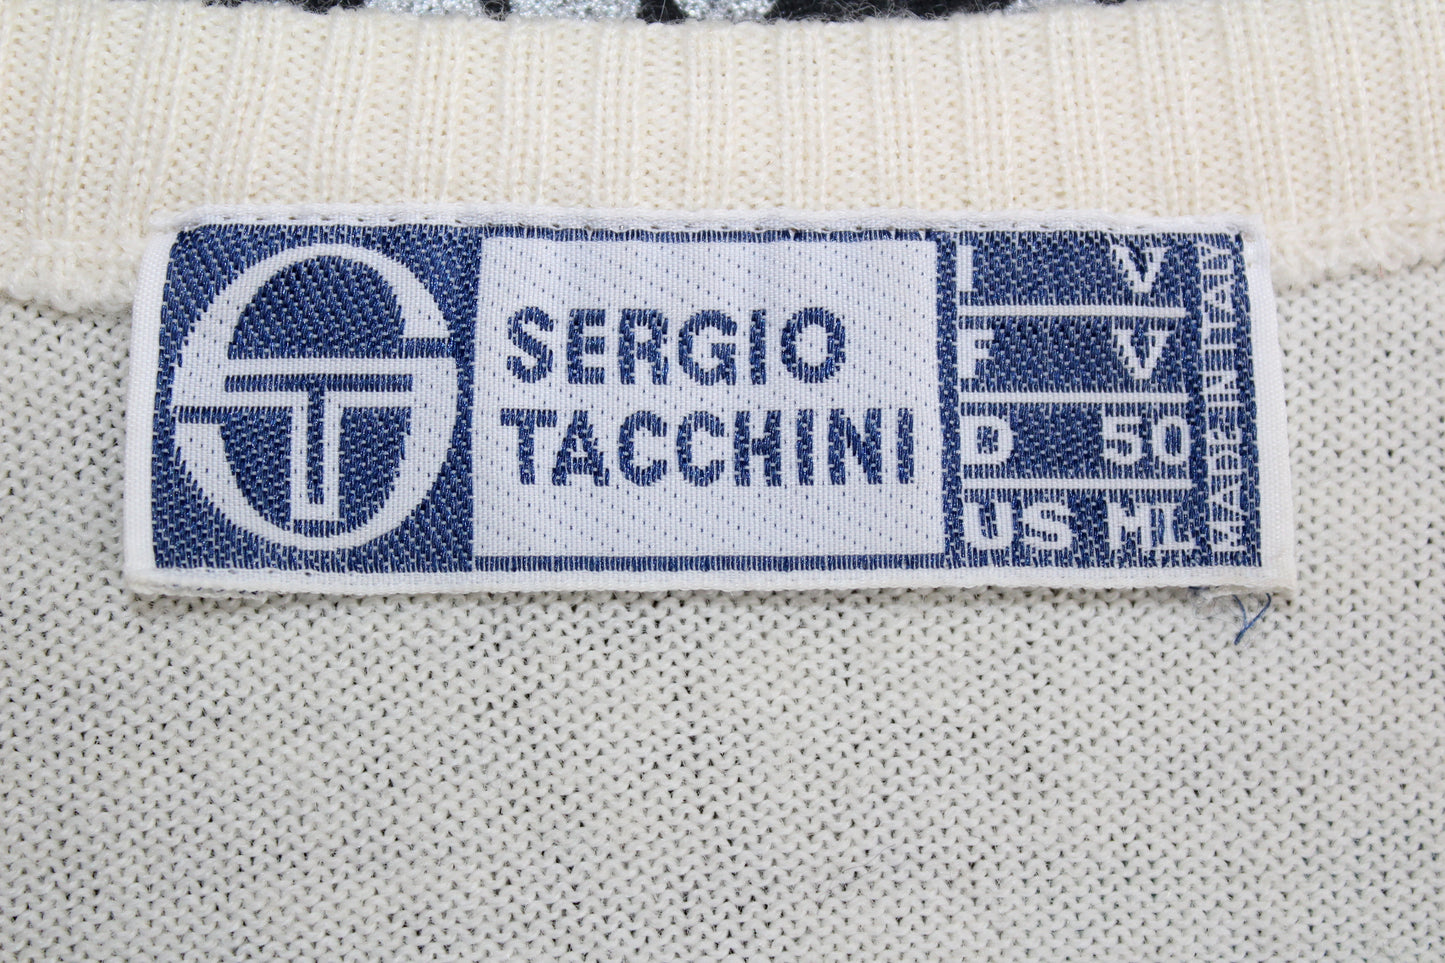 SERGIO
TACCHINI
I V
F V
D 50
US ML
MADE IN ITALY